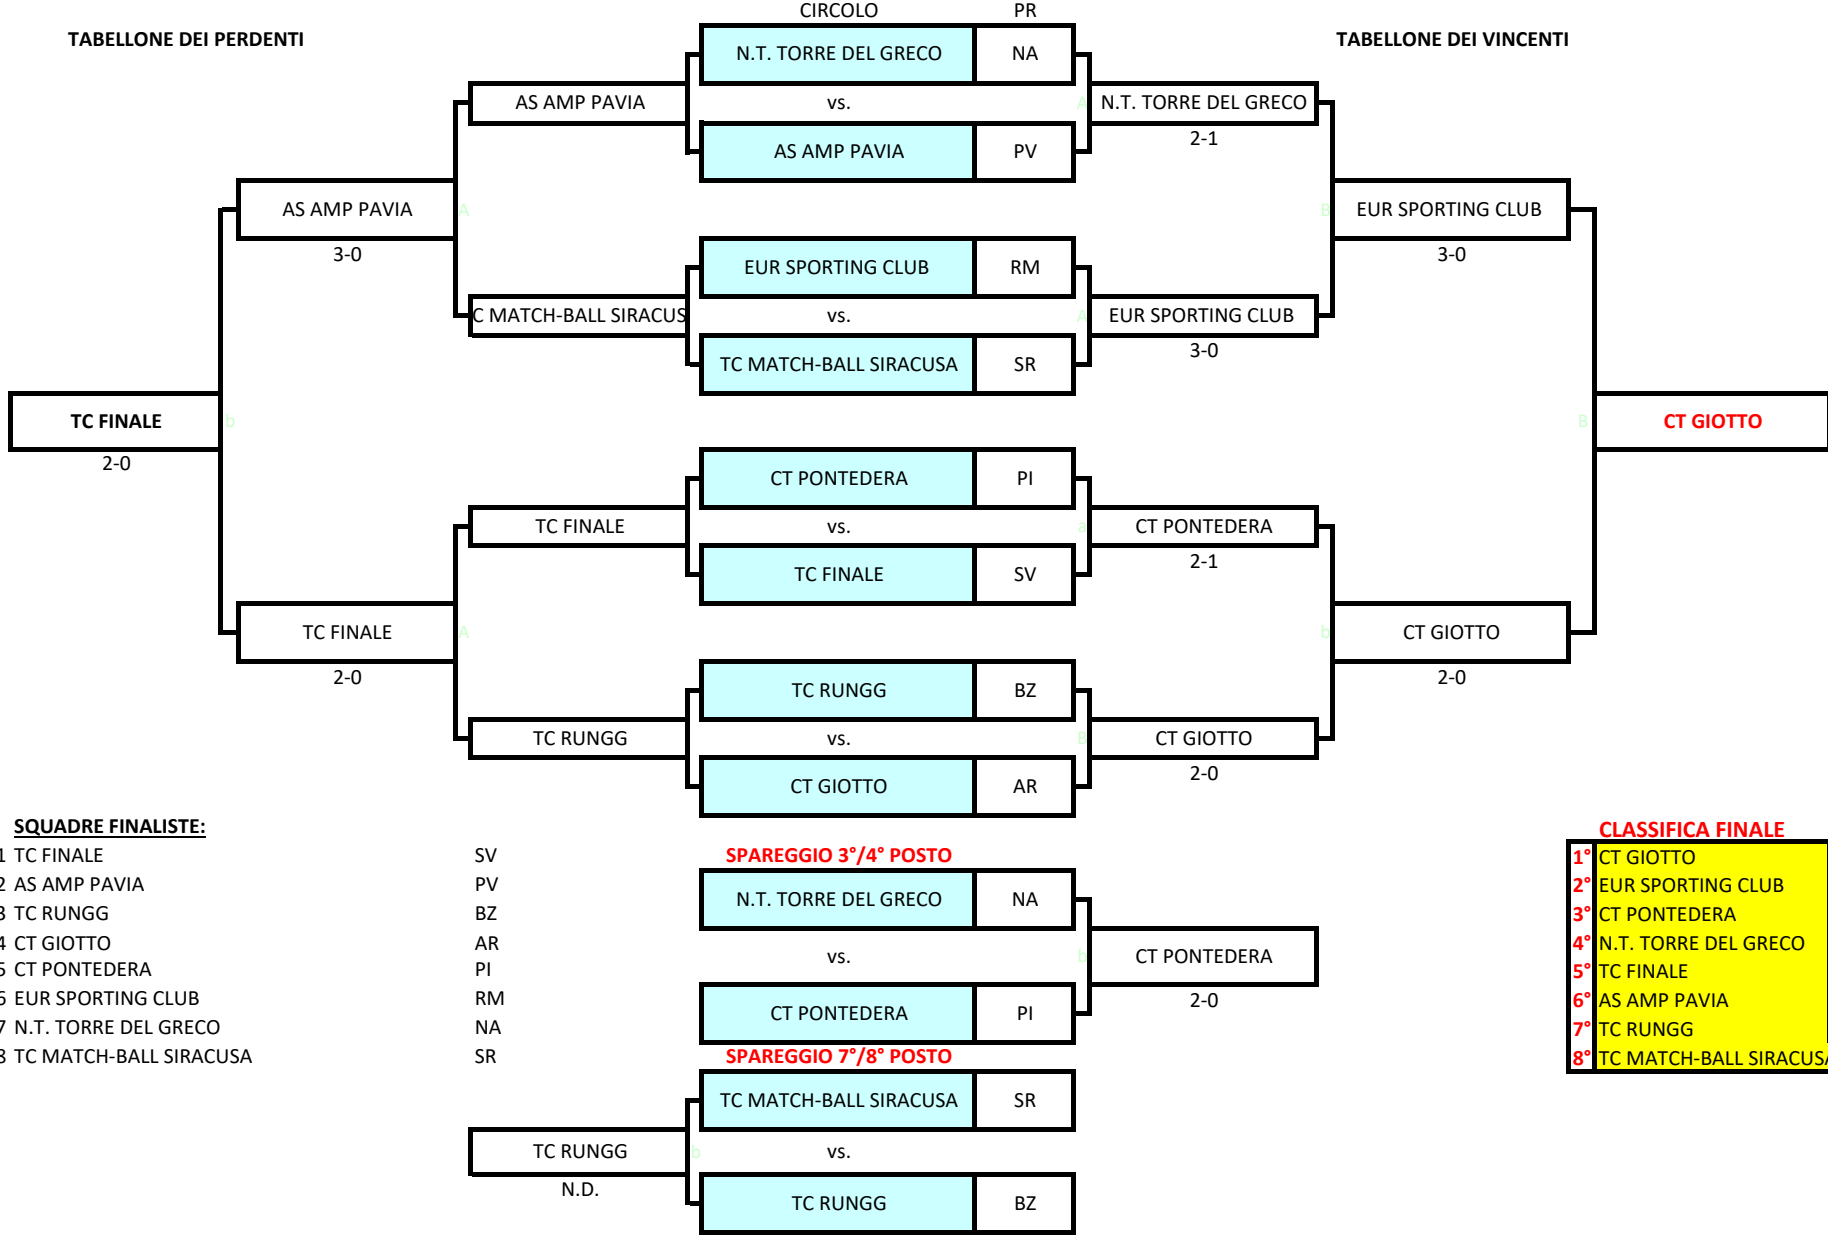 CIRCOLO PR
TABELLONE DEI PERDENTI TABELLONE DEI VINCENTI
N.T. TORRE DEL GRECO NA
AS AMP PAVIA vs. A N.T. TORRE DEL GRECO
2-1
AS AMP PAVIA PV
AS AMP PAVIA A B EUR SPORTING CLUB
3-0 3-0
EUR SPORTING CLUB RM
C MATCH-BALL SIRACUS vs. A EUR SPORTING CLUB
3-0
TC MATCH-BALL SIRACUSA SR
TC FINALE b B CT GIOTTO
2-0
CT PONTEDERA PI
TC FINALE vs. a CT PONTEDERA
2-1
TC FINALE SV
TC FINALE A b CT GIOTTO
2-0 2-0
TC RUNGG BZ
TC RUNGG vs. B CT GIOTTO
2-0
CT GIOTTO AR
SQUADRE FINALISTE: CLASSIFICA FINALE
1 TC FINALE SV SPAREGGIO 3°/4° POSTO 1° CT GIOTTO
2 AS AMP PAVIA PV 2° EUR SPORTING CLUB
N.T. TORRE DEL GRECO NA
3 TC RUNGG BZ 3° CT PONTEDERA
4 CT GIOTTO AR 4° N.T. TORRE DEL GRECO
vs. b CT PONTEDERA
5 CT PONTEDERA PI 5° TC FINALE
6 EUR SPORTING CLUB RM 2-0 6° AS AMP PAVIA
CT PONTEDERA PI
7 N.T. TORRE DEL GRECO NA 7° TC RUNGG
8 TC MATCH-BALL SIRACUSA SR SPAREGGIO 7°/8° POSTO 8° TC MATCH-BALL SIRACUSA
TC MATCH-BALL SIRACUSA SR
TC RUNGG b vs.
N.D.
TC RUNGG BZ